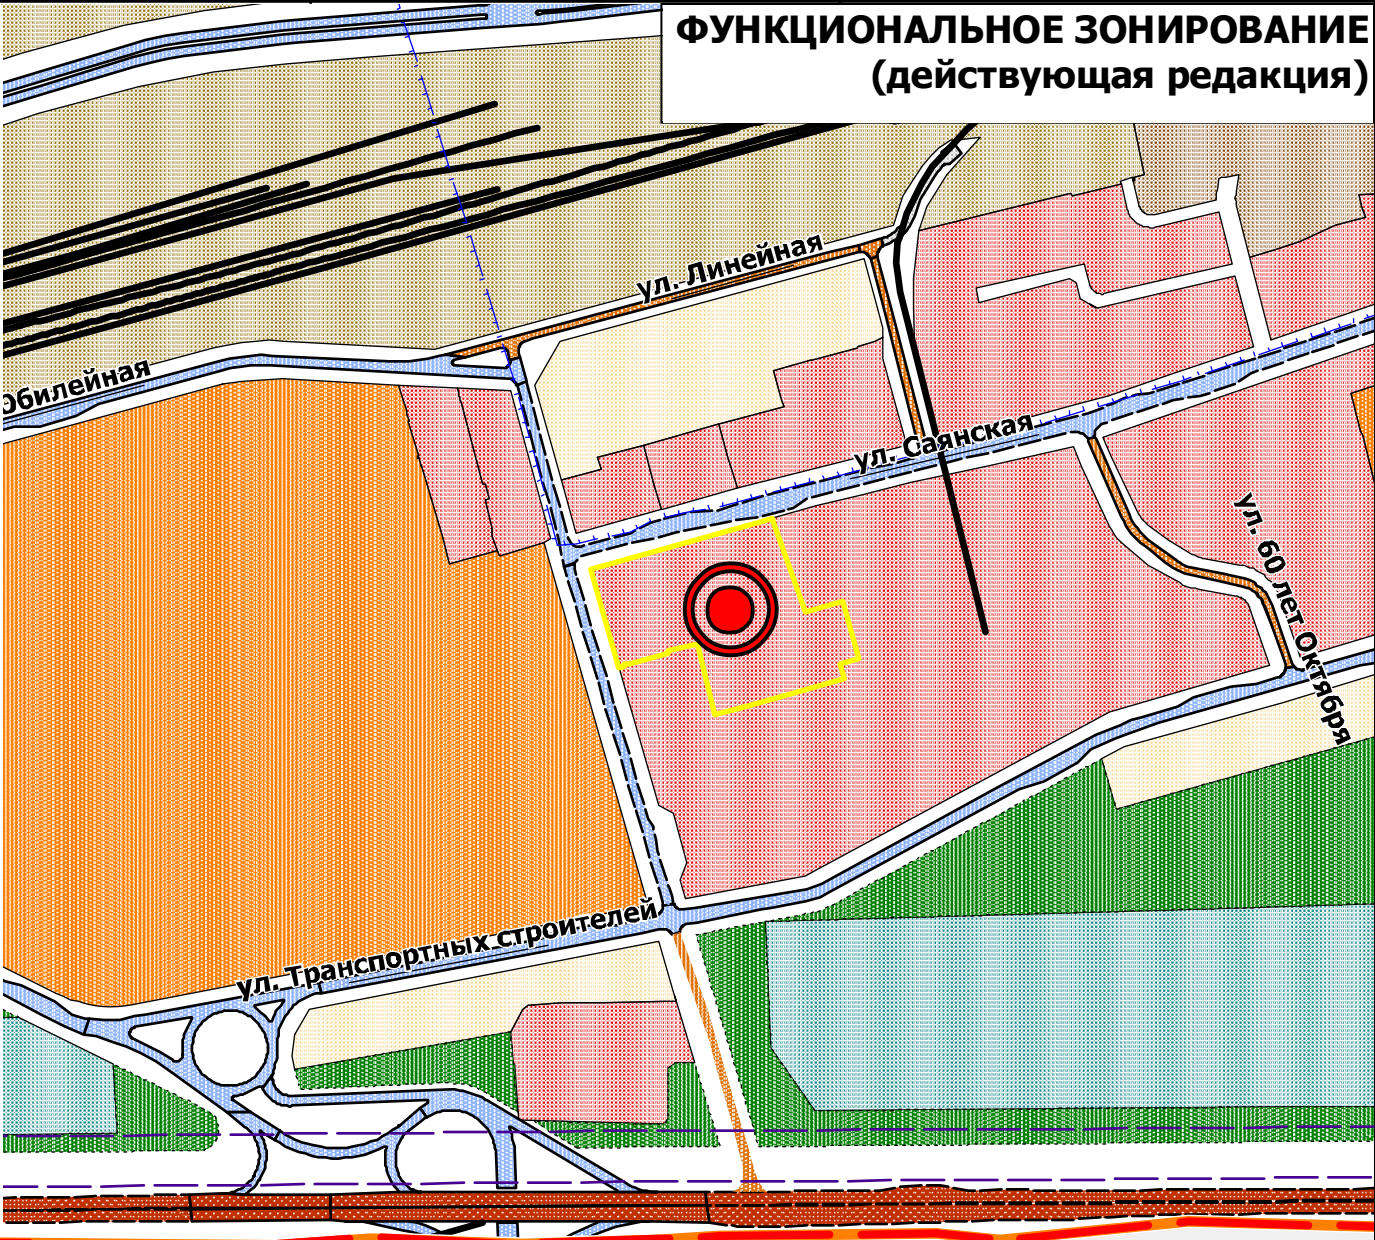 ФУНКЦИОНАЛЬНОЕ ЗОНИРОВАНИЕ
(действующая редакция)
ул. Линейная
обилейная
ул. Саянская
ул. 60 лет Октября
ул. Транспортных строителей